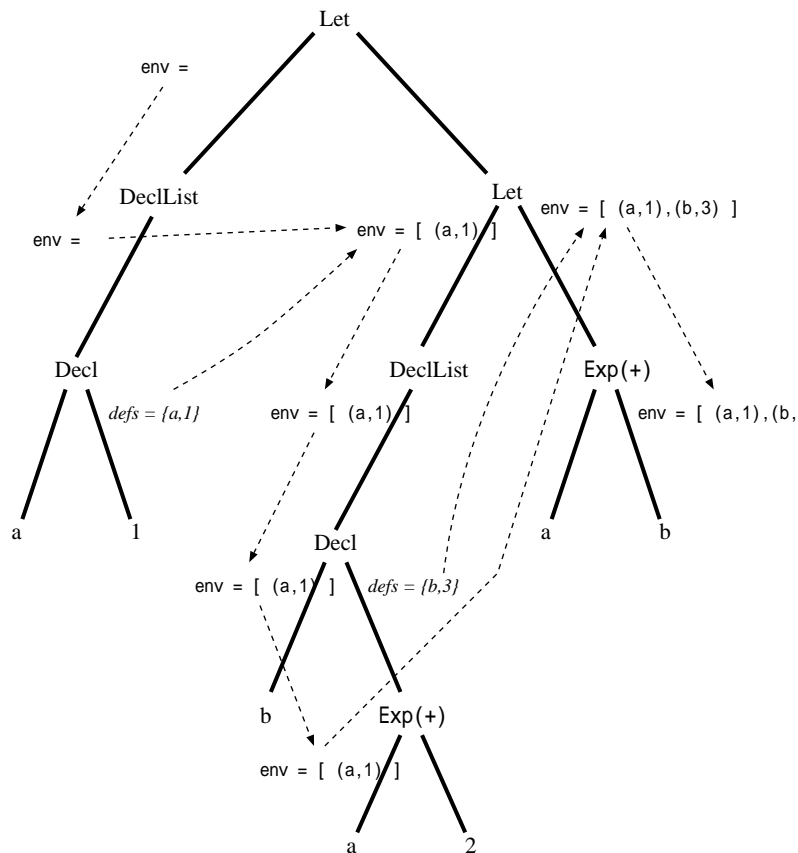 Let
env =
DeclList
Let
env = [ (a,1),(b,3) ]
env =
env = [ (a,1) ]
Decl
DeclList
Exp(+)
defs = {a,1}
env = [ (a,1) ]
env = [ (a,1),(b,
a
1
a
b
Decl
env = [ (a,1) ]
defs = {b,3}
b
Exp(+)
env = [ (a,1) ]
a
2